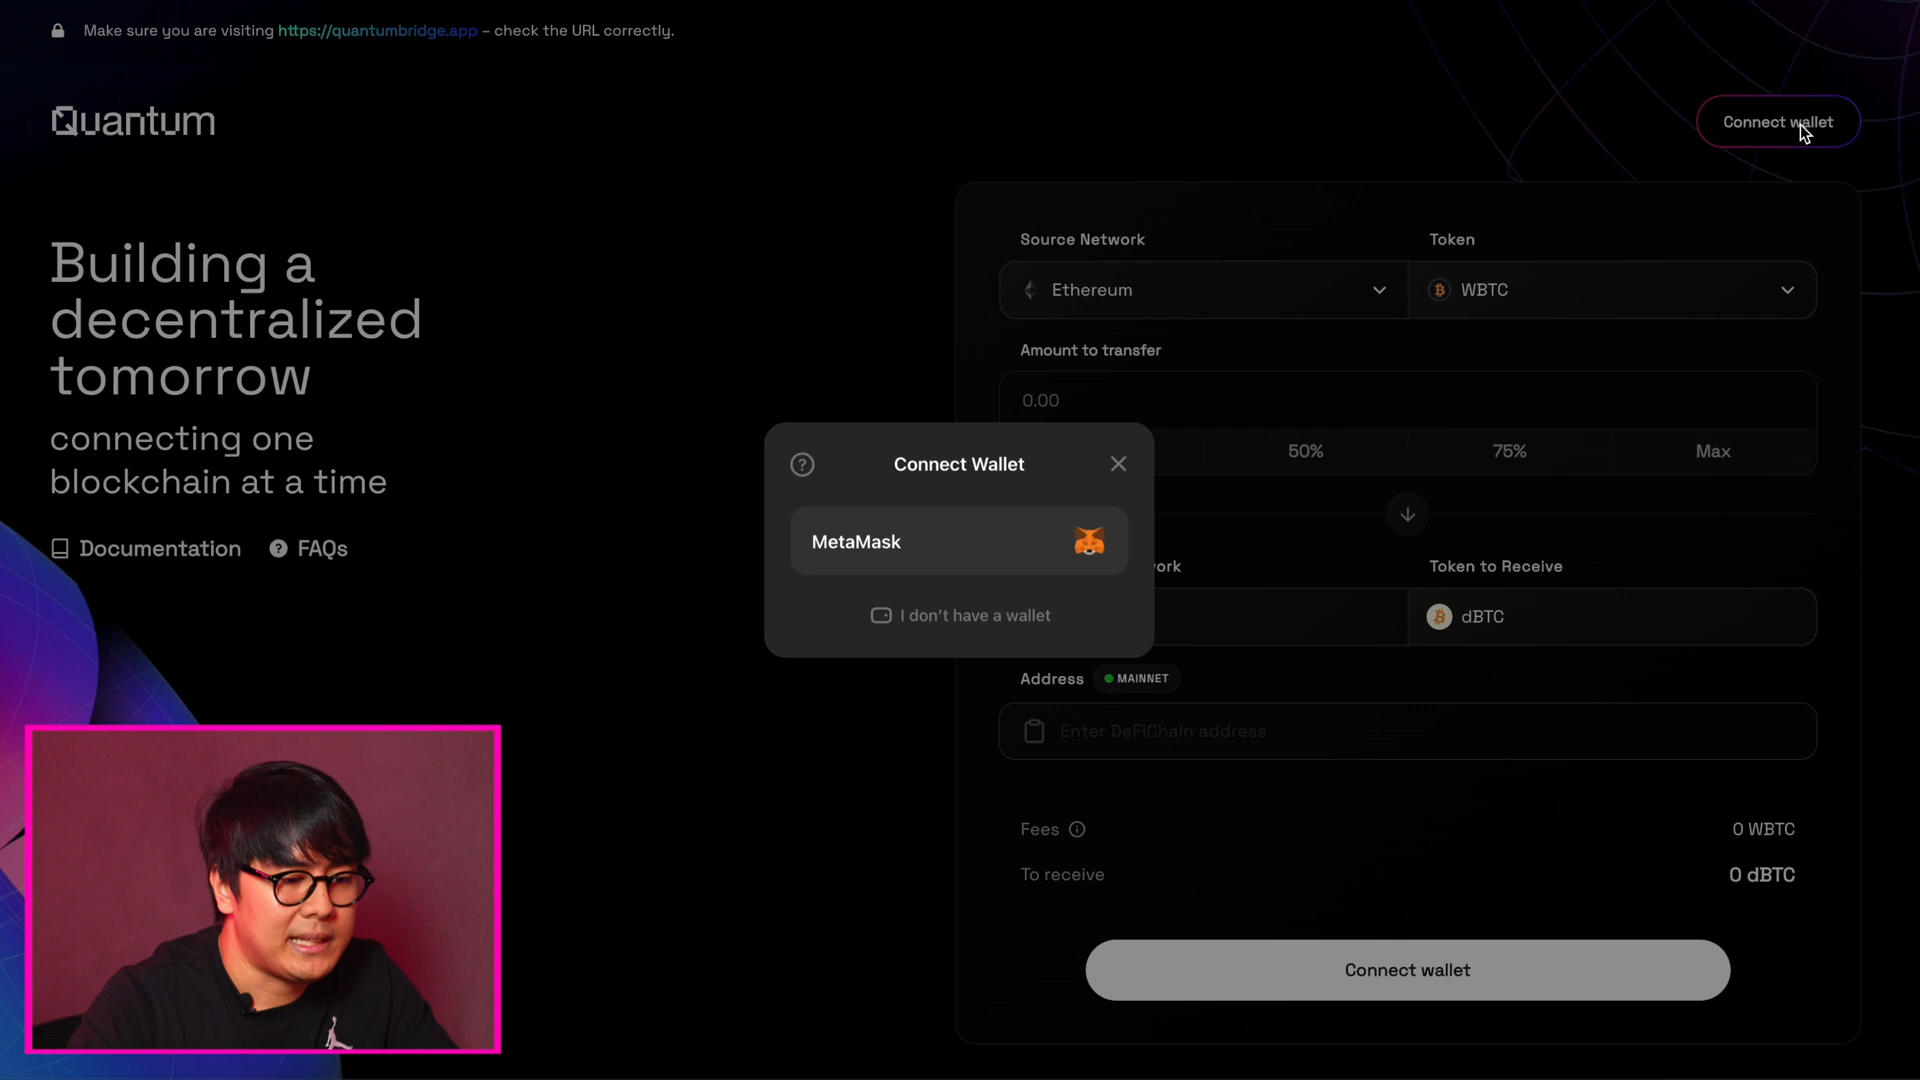 Make sure you are visiting https://quantumbridge.app – check the URL correctly.
Quantum
Connect wallet
Building a
decentralized
tomorrow
connecting one
blockchain at a time
Documentation
FAQs
Source Network
Token
Ethereum
WBTC
Amount to transfer
0.00
50%
75%
Max
Connect Wallet
MetaMask
I don't have a wallet
ork
Token to Receive
dBTC
Address
MAINNET
Enter DeFiChain address
Fees
0 WBTC
To receive
0 dBTC
Connect wallet